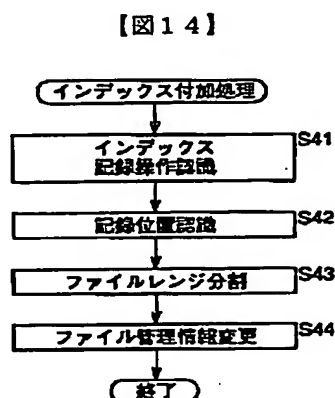 【図１４】
インデックス付加処理
インデックス
記録操作認識
S41
記録位置認識
S42
ファイルレンジ分割
S43
ファイル管理情報変更
S44
終了